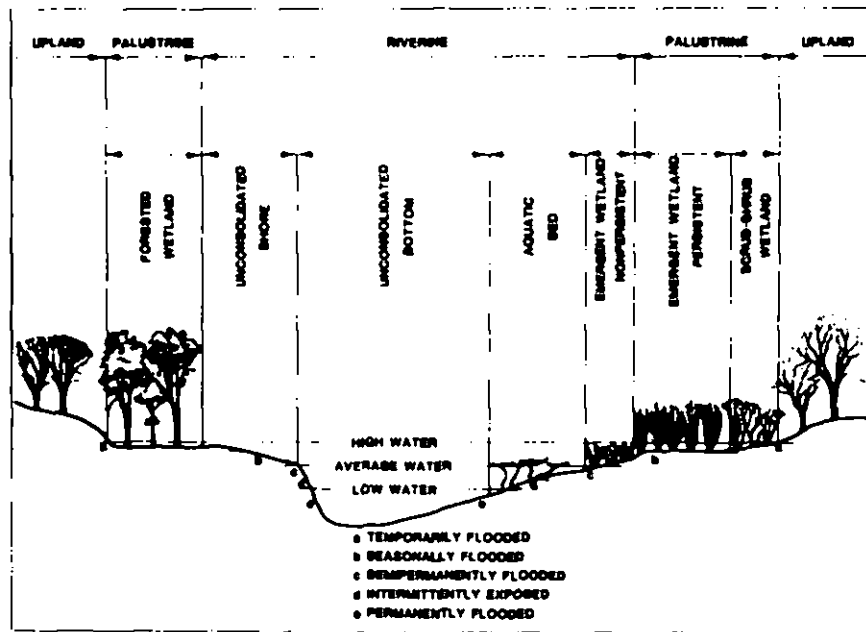 UPLAND PALUSTRINE RIVERINE PALUSTRINE UPLAND
FORESTED
WETLAND
UNCONSOLIDATED
SHORE
UNCONSOLIDATED
BOTTOM
AQUATIC
BED
EMERGENT WETLAND
NONPERSISTENT
EMERGENT WETLAND
PERSISTENT
SCRUB-SHRUB
WETLAND
HIGH WATER
AVERAGE WATER
LOW WATER
a TEMPORARILY FLOODED
b SEASONALLY FLOODED
c SEMIPERMANENTLY FLOODED
d INTERMITTENTLY EXPOSED
e PERMANENTLY FLOODED